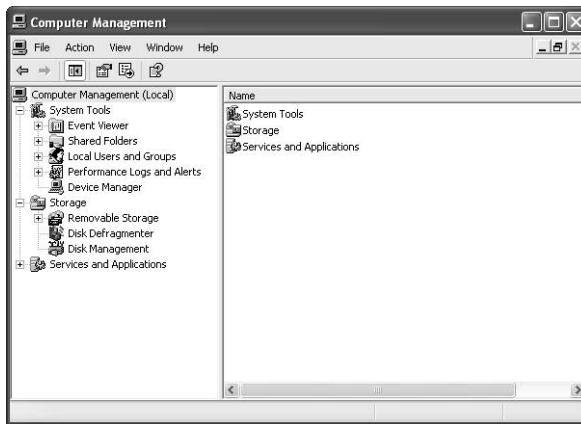 Computer Management
File Action View Window Help
Computer Management (Local)
System Tools
Event Viewer
Shared Folders
Local Users and Groups
Performance Logs and Alerts
Device Manager
Storage
Removable Storage
Disk Defragmenter
Disk Management
Services and Applications
Name
System Tools
Storage
Services and Applications